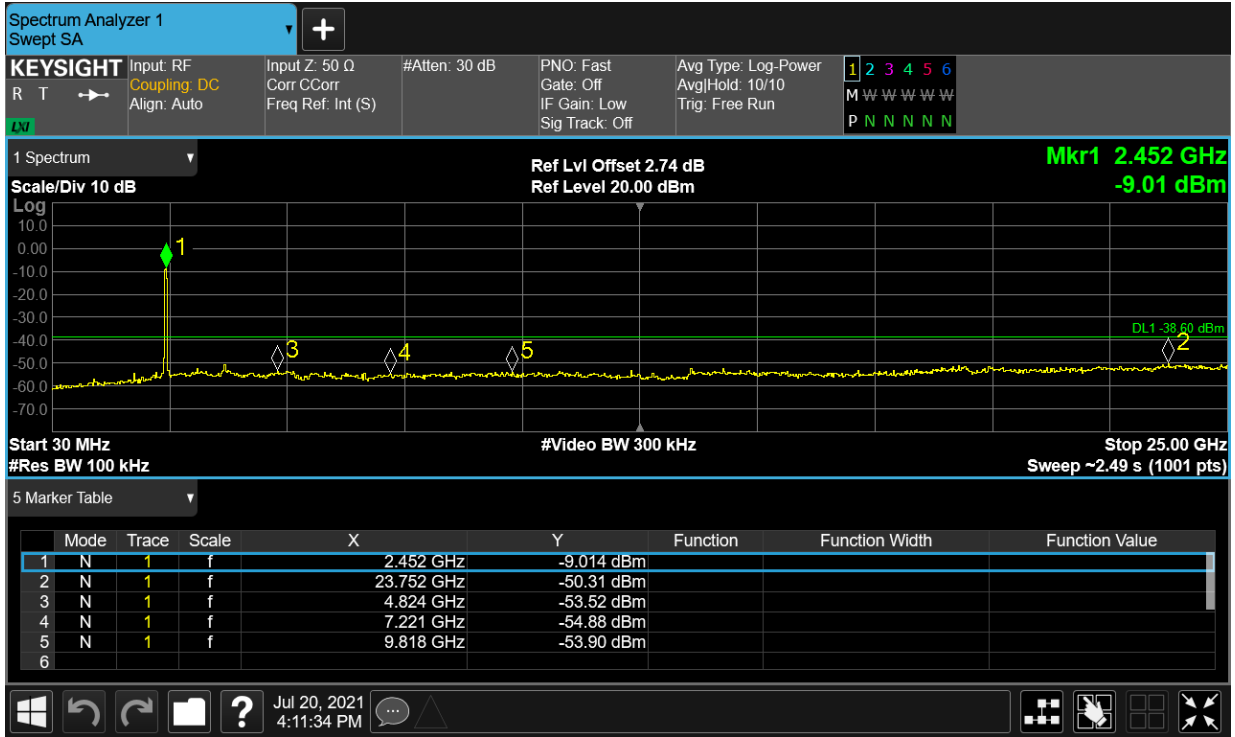 Spectrum Analyzer 1
Swept SA
KEYSIGHT
R T
LXI
Input: RF
Coupling: DC
Align: Auto
Input Z: 50 Ω
Corr CCorr
Freq Ref: Int (S)
#Atten: 30 dB
PNO: Fast
Gate: Off
IF Gain: Low
Sig Track: Off
Avg Type: Log-Power
Avg|Hold: 10/10
Trig: Free Run
1 2 3 4 5 6
M W W W W W
P N N N N N
1 Spectrum
Scale/Div 10 dB
Ref Lvl Offset 2.74 dB
Ref Level 20.00 dBm
Mkr1 2.452 GHz
-9.01 dBm
Log
10.0
0.00
-10.0
-20.0
-30.0
-40.0
-50.0
-60.0
-70.0
1
3
4
5
2
DL1 -38.60 dBm
Start 30 MHz
#Video BW 300 kHz
Stop 25.00 GHz
#Res BW 100 kHz
Sweep ~2.49 s (1001 pts)
5 Marker Table
Mode Trace Scale X Y Function Function Width Function Value
1 N 1 f 2.452 GHz -9.014 dBm
2 N 1 f 23.752 GHz -50.31 dBm
3 N 1 f 4.824 GHz -53.52 dBm
4 N 1 f 7.221 GHz -54.88 dBm
5 N 1 f 9.818 GHz -53.90 dBm
6
?
Jul 20, 2021
4:11:34 PM